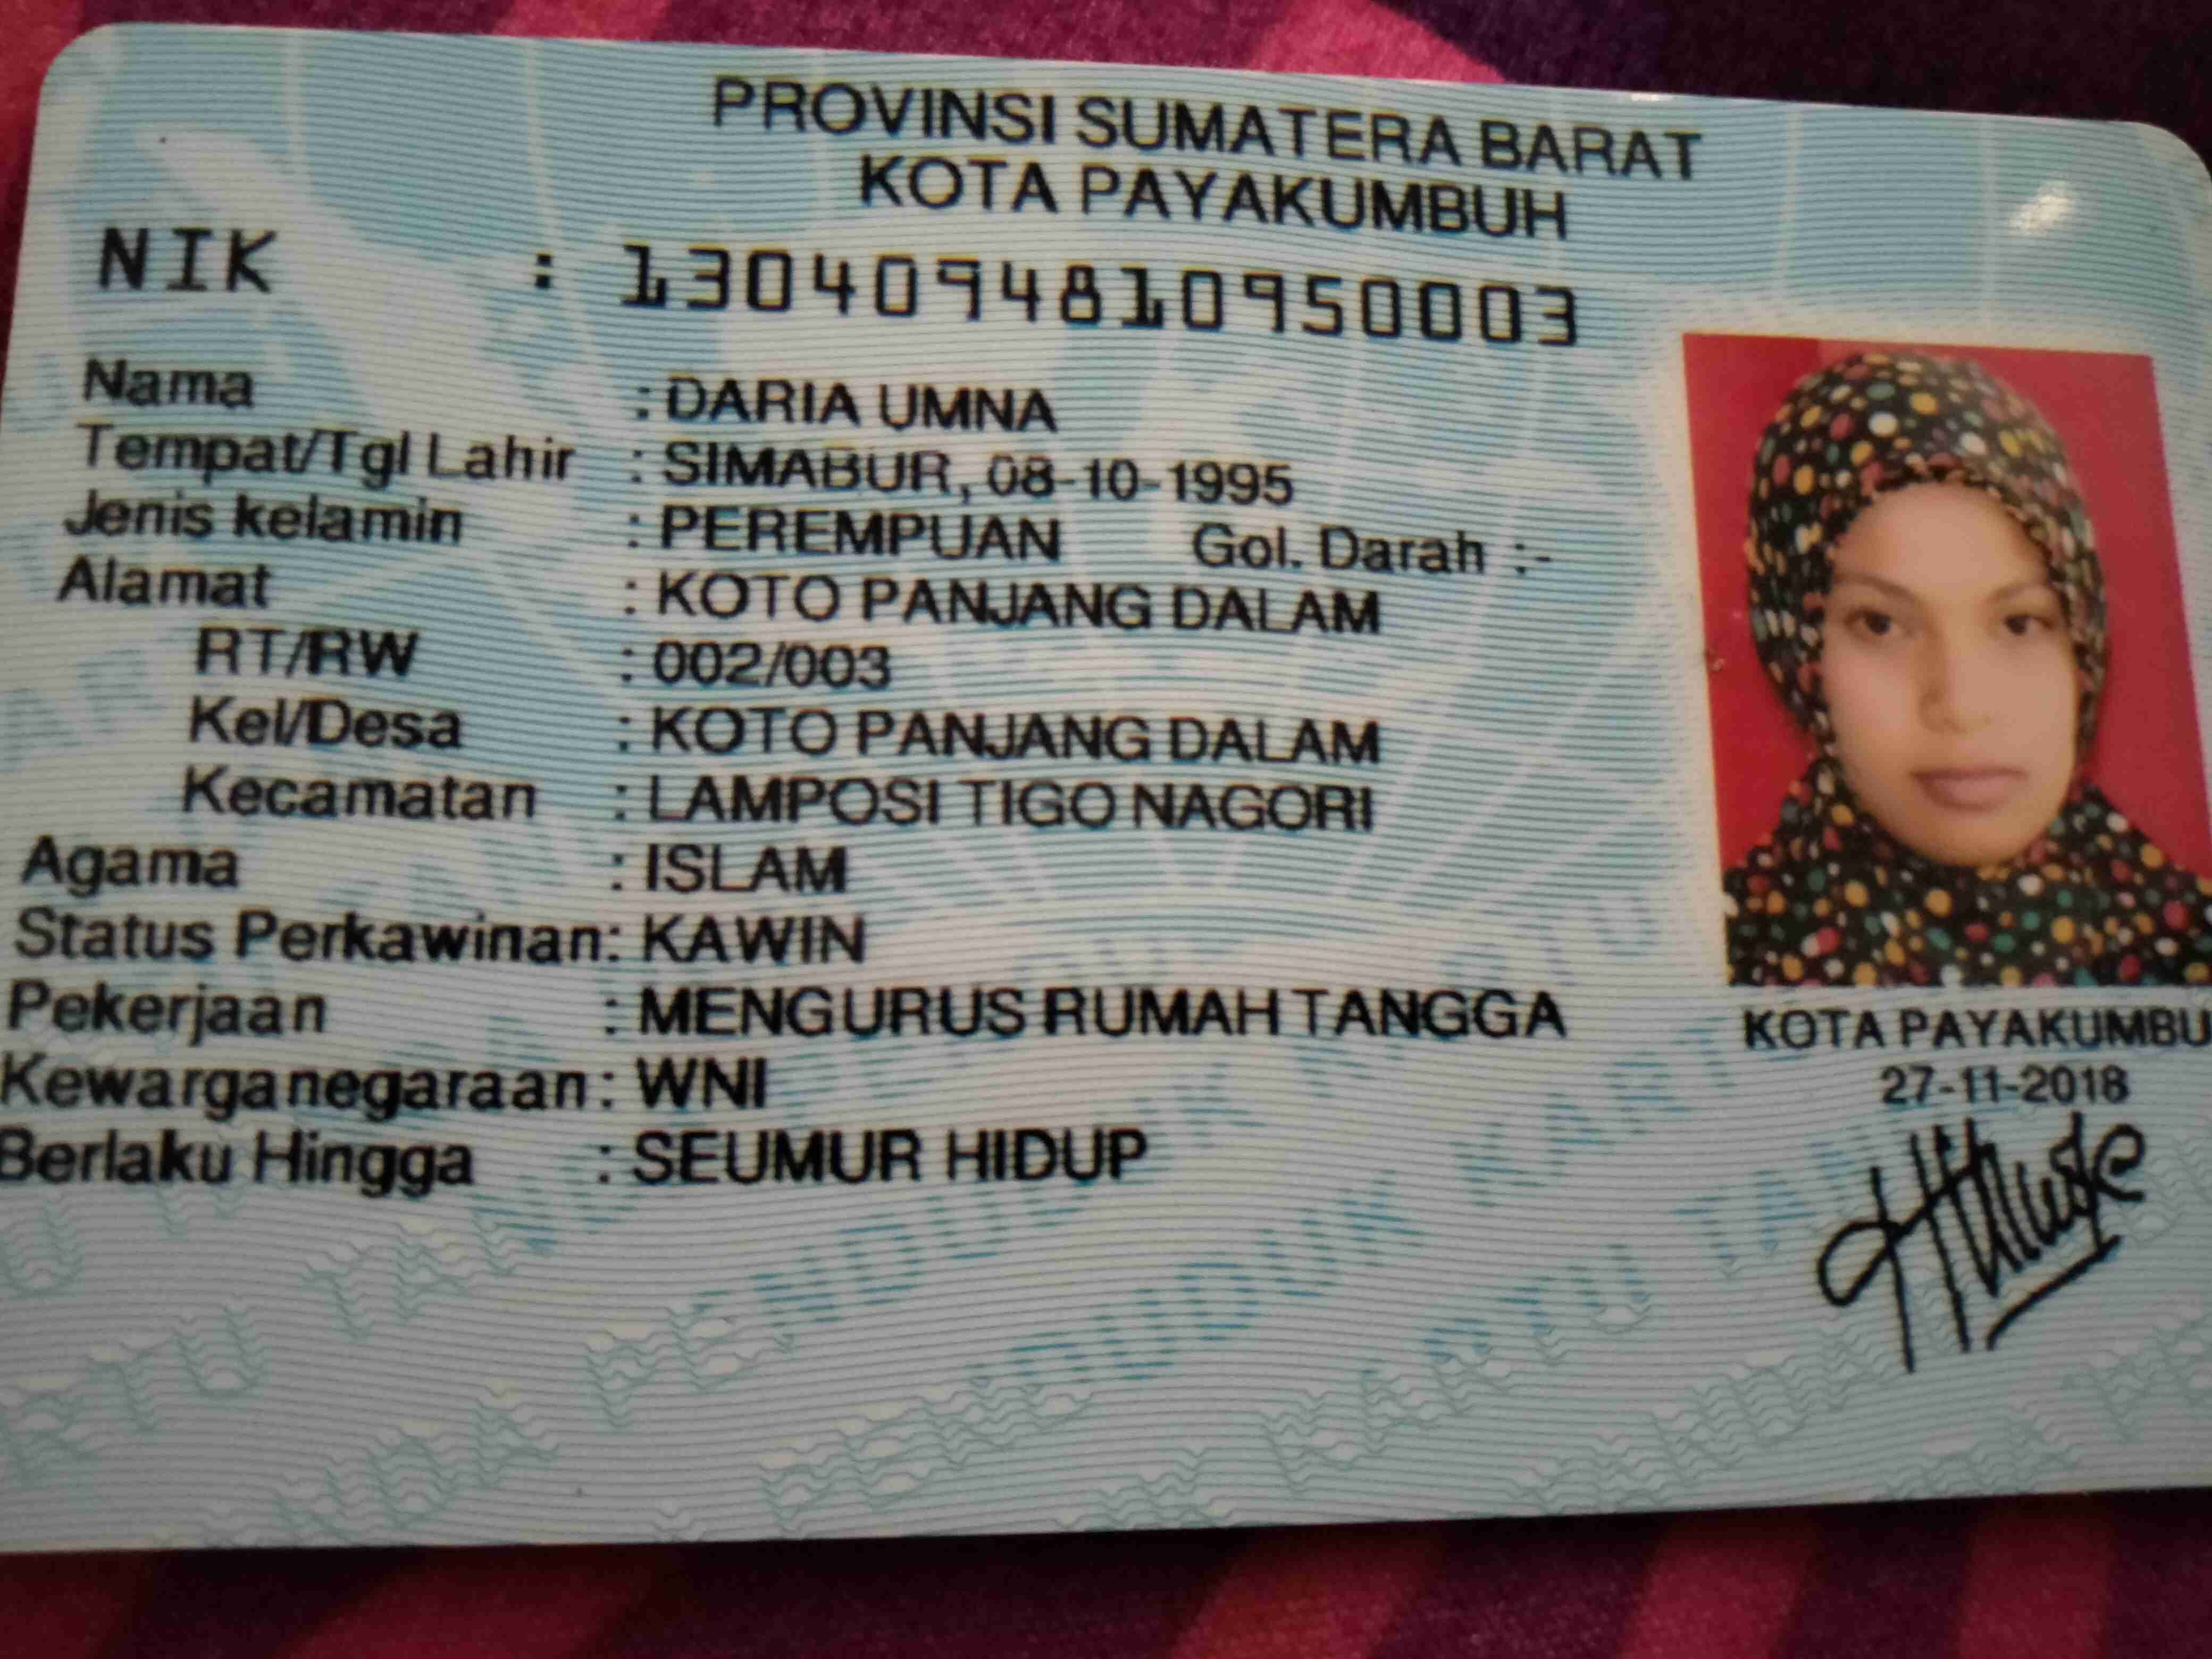 PROVINSI SUMATERA BARAT
KOTA PAYAKUMBUH
NIK : 1304094810950003
Nama : DARIA UMNA
Tempat/Tgl Lahir : SIMABUR, 08-10-1995
Jenis kelamin : PEREMPUAN Gol. Darah :-
Alamat : KOTO PANJANG DALAM
RT/RW : 002/003
Kel/Desa : KOTO PANJANG DALAM
Kecamatan : LAMPOSI TIGO NAGORI
Agama : ISLAM
Status Perkawinan: KAWIN
Pekerjaan : MENGURUS RUMAH TANGGA
Kewarganegaraan: WNI
Berlaku Hingga : SEUMUR HIDUP
KOTA PAYAKUMBU
27-11-2018